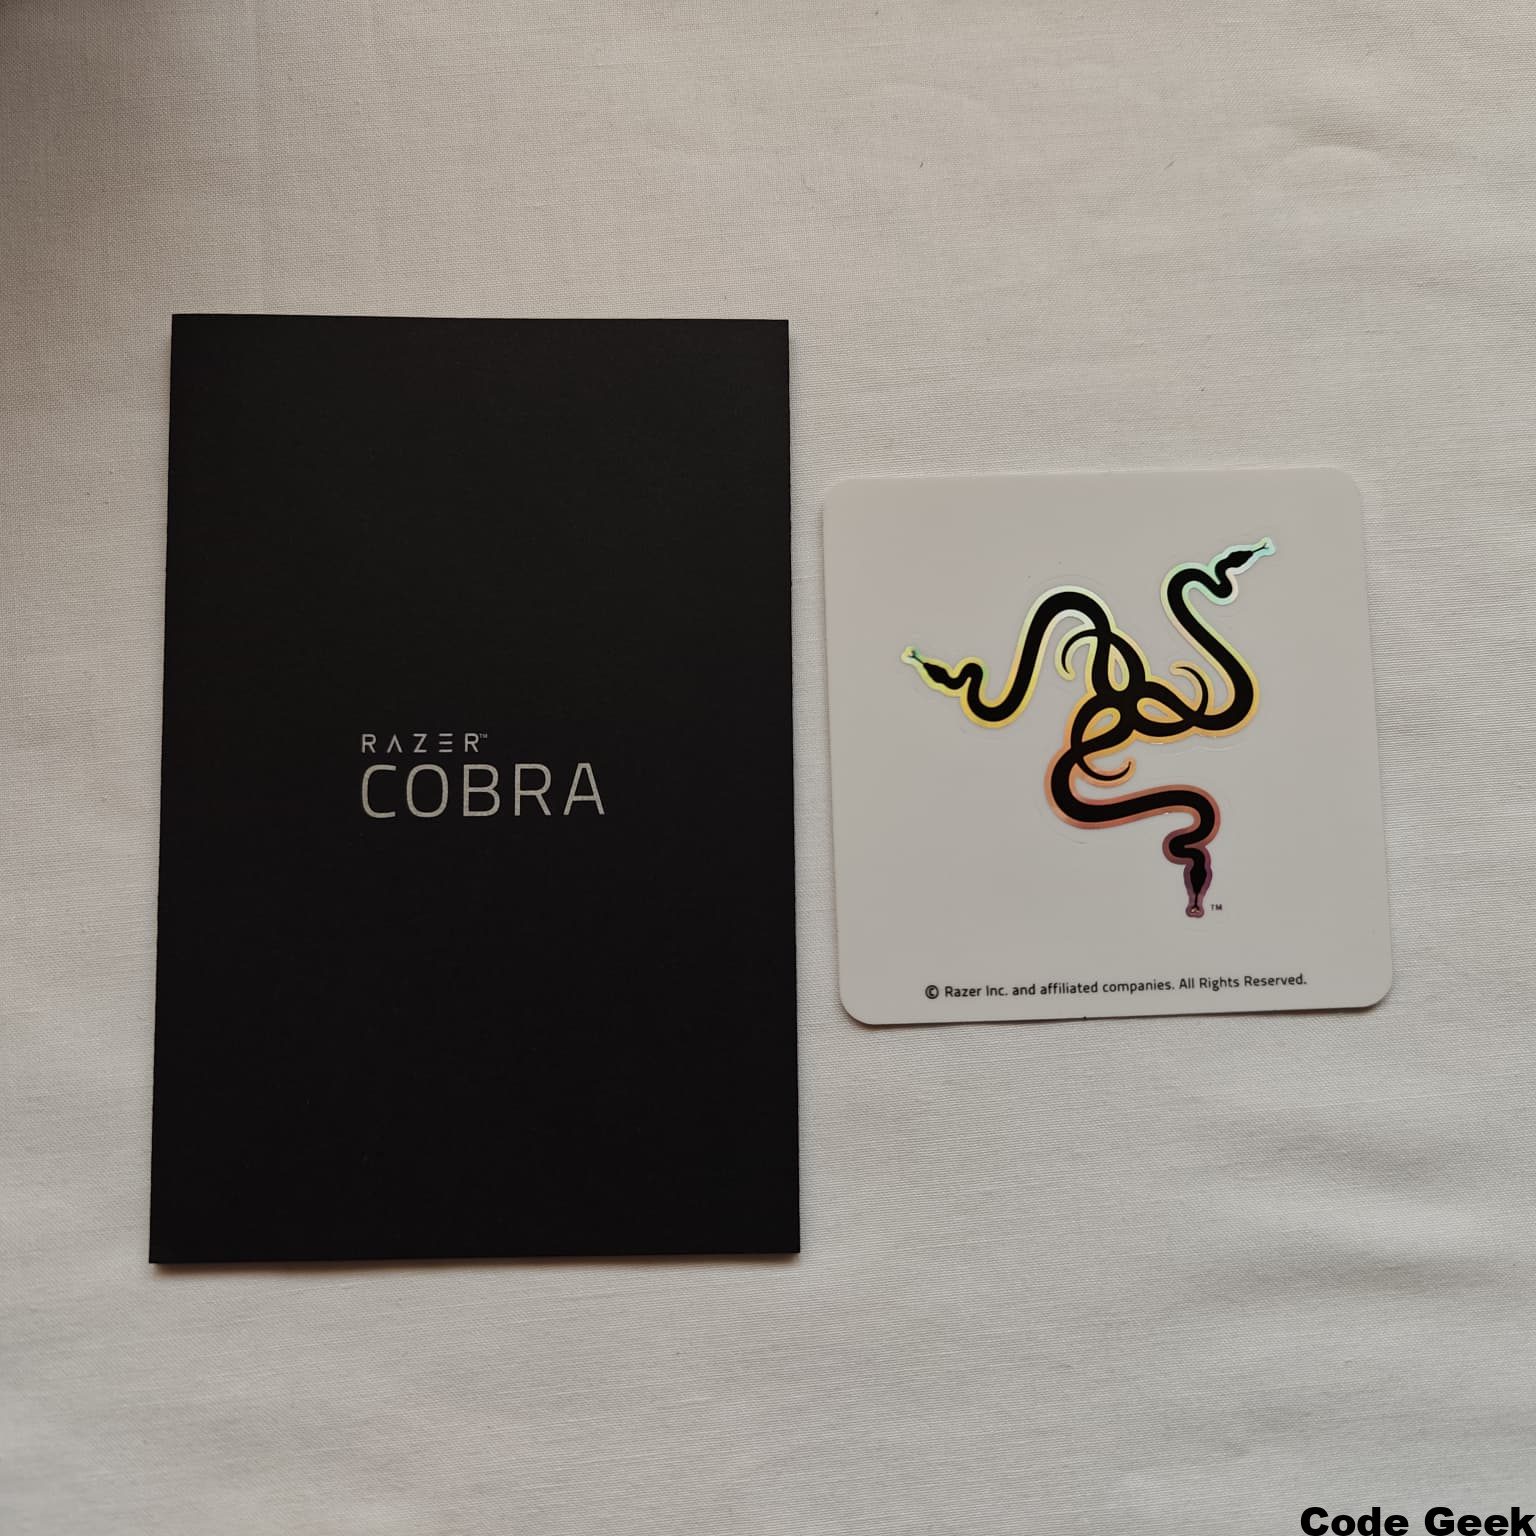 RAZER™
COBRA
TM
© Razer Inc. and affiliated companies. All Rights Reserved.
Code Geek